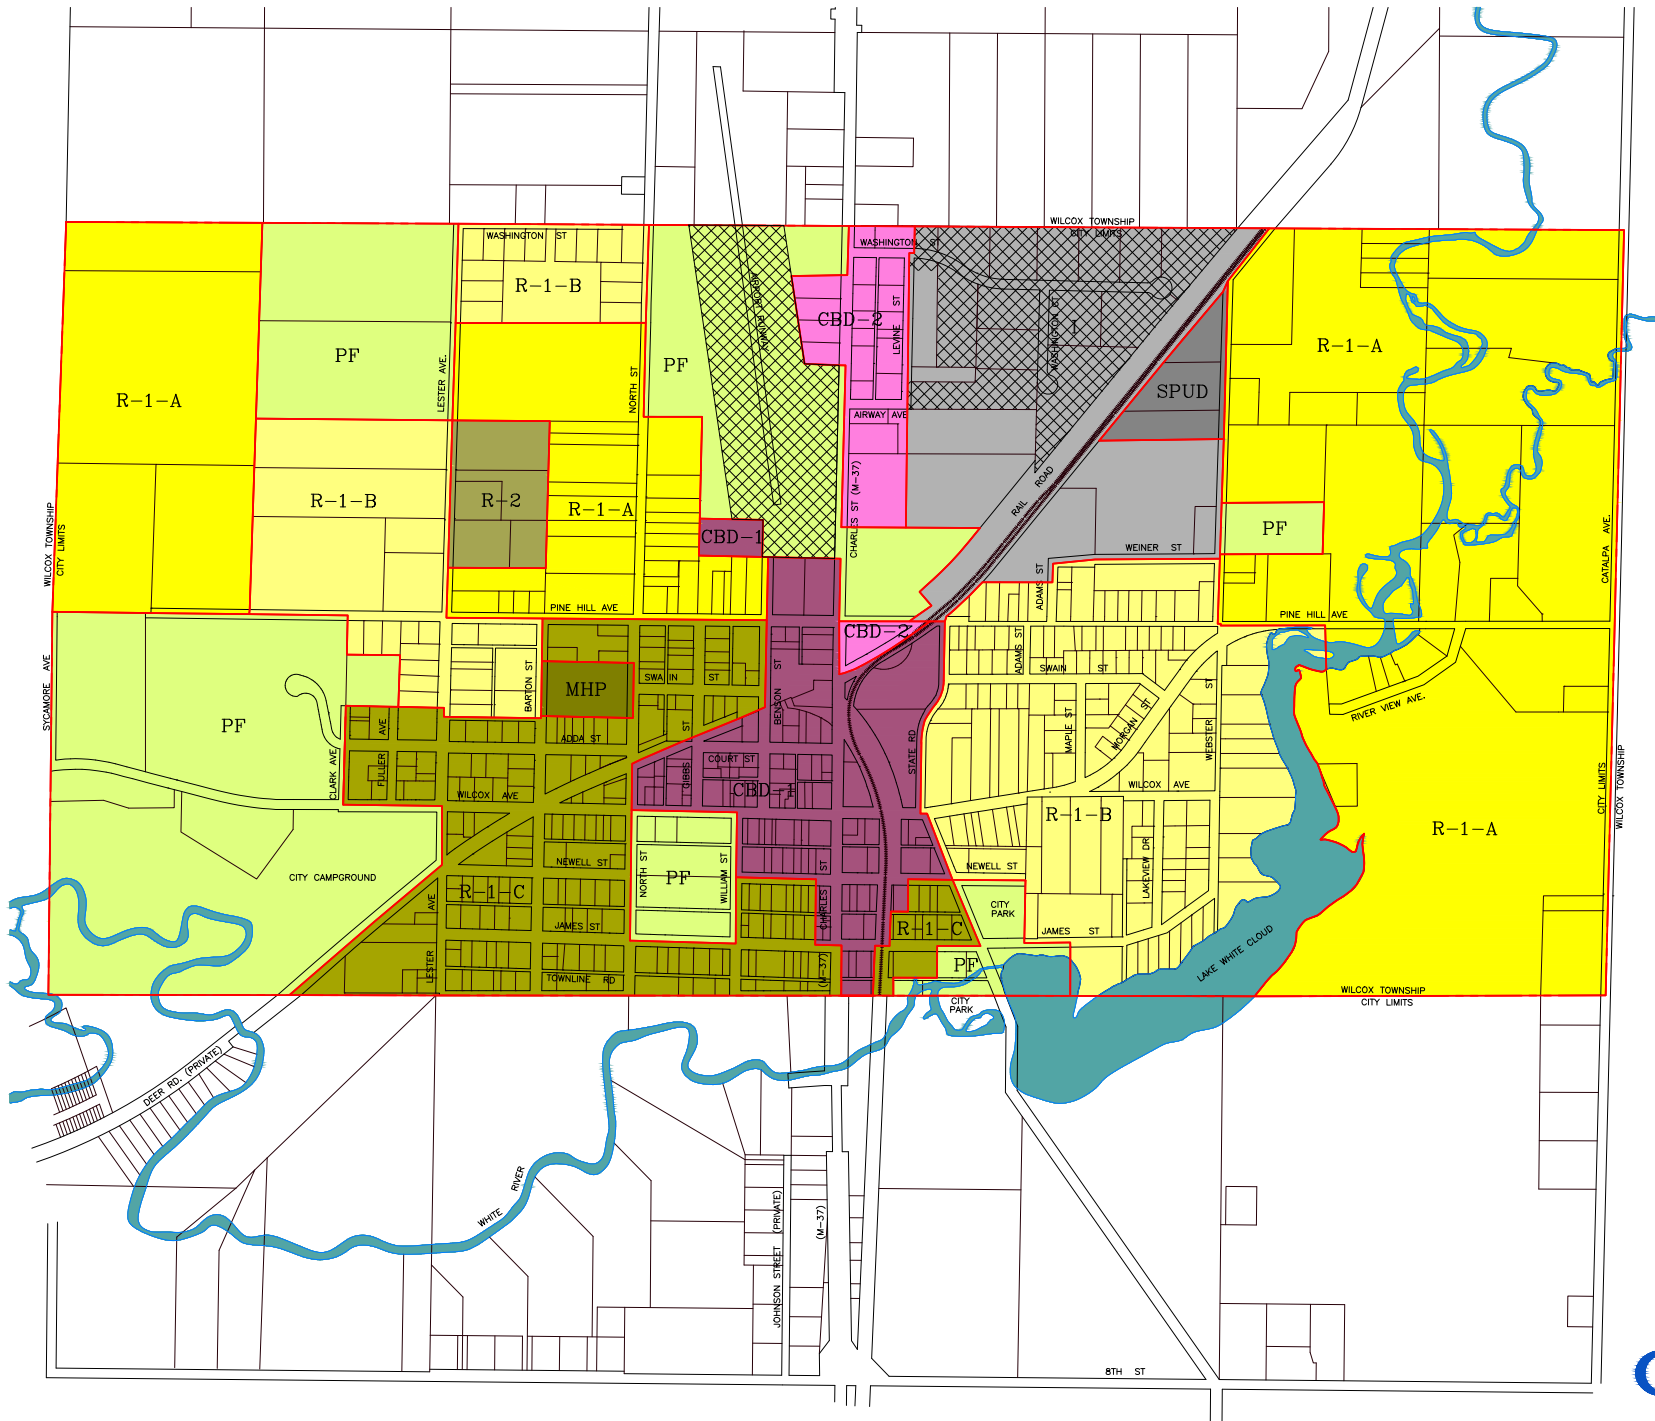 WILCOX TOWNSHIP
CITY LIMITS
WASHINGTON ST
WASHINGTON ST
R-1-B
AIRPORT RUNWAY
CBD-2
LEVINE ST
WASHINGTON ST
I
R-1-A
PF
PF
LESTER AVE.
NORTH ST
R-1-A
SPUD
AIRWAY AVE
R-1-B
R-2
R-1-A
CBD-1
CHARLES ST (M-37)
RAIL ROAD
PF
WEINER ST
WILCOX TOWNSHIP
CITY LIMITS
CATALPA AVE.
PINE HILL AVE
ADAMS ST
PINE HILL AVE
CBD-2
SYCAMORE AVE
PF
BARTON ST
MHP
SWAIN ST
BENSON ST
ADAMS ST
SWAIN ST
RIVER VIEW AVE.
CLARK AVE
FULLER AVE
ADDA ST
ST
GIBBS
COURT ST
STATE RD
MAPLE ST
MORGAN ST
WEBSTER ST
WILCOX AVE
CBD-1
WILCOX AVE
R-1-B
R-1-A
CITY LIMITS
WILCOX TOWNSHIP
NEWELL ST
NEWELL ST
LAKEVIEW DR
CITY CAMPGROUND
NORTH ST
PF
WILLIAM ST
CHARLES ST
R-1-C
LESTER AVE
JAMES ST
CITY
PARK
R-1-C
JAMES ST
LAKE WHITE CLOUD
PF
TOWNLINE RD
(M-37)
CITY
PARK
WILCOX TOWNSHIP
CITY LIMITS
DEER RD. (PRIVATE)
WHITE RIVER
JOHNSON STREET (PRIVATE)
(M-37)
8TH ST